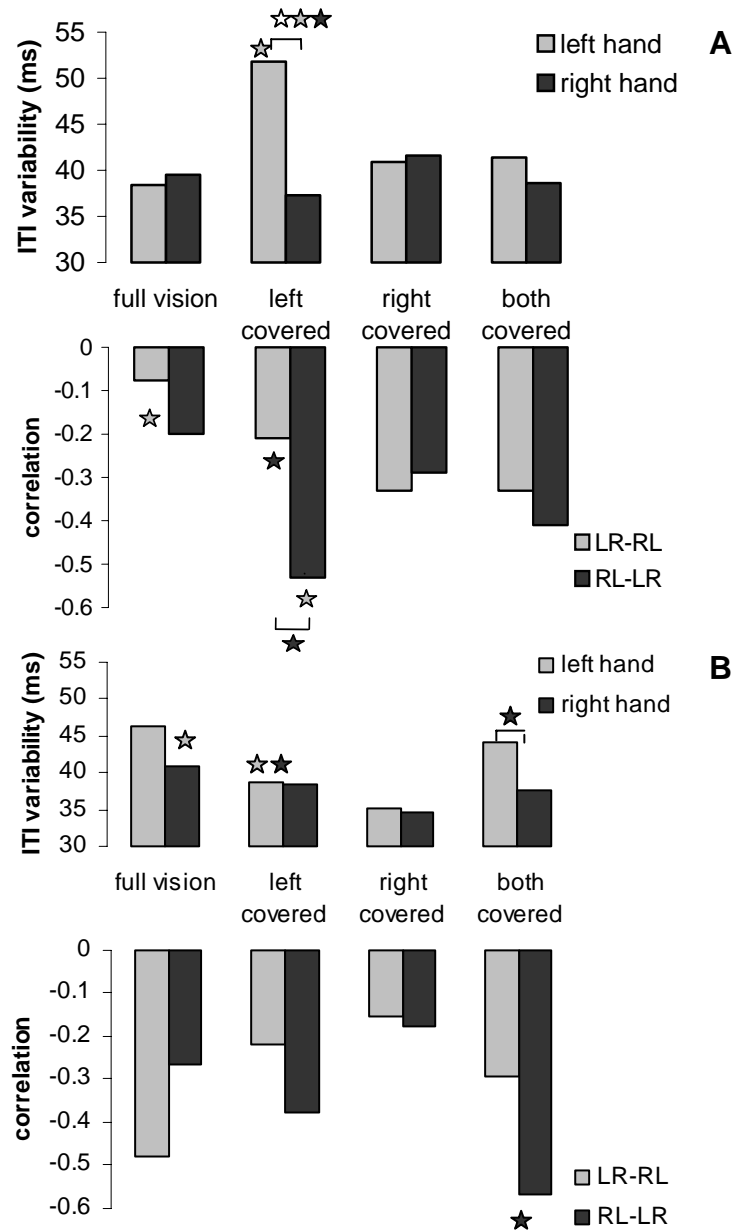 A
left hand
right hand
ITI variability (ms)
55
50
45
40
35
30
full vision
left covered
right covered
both covered
correlation
0
-0.1
-0.2
-0.3
-0.4
-0.5
-0.6
LR-RL
RL-LR
B
left hand
right hand
ITI variability (ms)
55
50
45
40
35
30
full vision
left covered
right covered
both covered
correlation
0
-0.1
-0.2
-0.3
-0.4
-0.5
-0.6
LR-RL
RL-LR